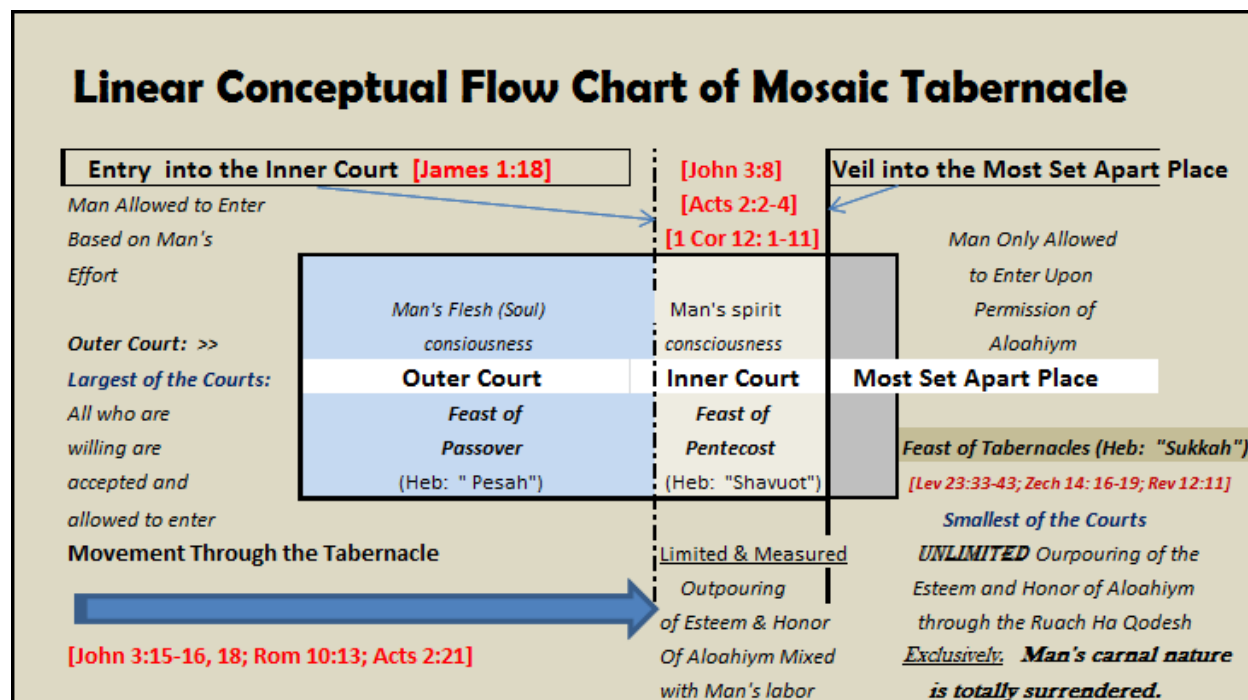 Linear Conceptual Flow Chart of Mosaic Tabernacle
Entry into the Inner Court [James 1:18]
Man Allowed to Enter
Based on Man's
Effort
Outer Court: >>
Largest of the Courts:
All who are
willing are
accepted and
allowed to enter
Movement Through the Tabernacle
[John 3:15-16, 18; Rom 10:13; Acts 2:21]
Man's Flesh (Soul)
consiousness
Outer Court
Feast of
Passover
(Heb: " Pesah")
[John 3:8]
[Acts 2:2-4]
[1 Cor 12: 1-11]
Man's spirit
consciousness
Inner Court
Feast of
Pentecost
(Heb: "Shavuot")
Limited & Measured
Outpouring
of Esteem & Honor
Of Aloahiym Mixed
with Man's labor
Veil into the Most Set Apart Place
Man Only Allowed
to Enter Upon
Permission of
Aloahiym
Most Set Apart Place
Feast of Tabernacles (Heb: "Sukkah")
[Lev 23:33-43; Zech 14: 16-19; Rev 12:11]
Smallest of the Courts
UNLIMITED Ourpouring of the
Esteem and Honor of Aloahiym
through the Ruach Ha Qodesh
Exclusively. Man's carnal nature
is totally surrendered.